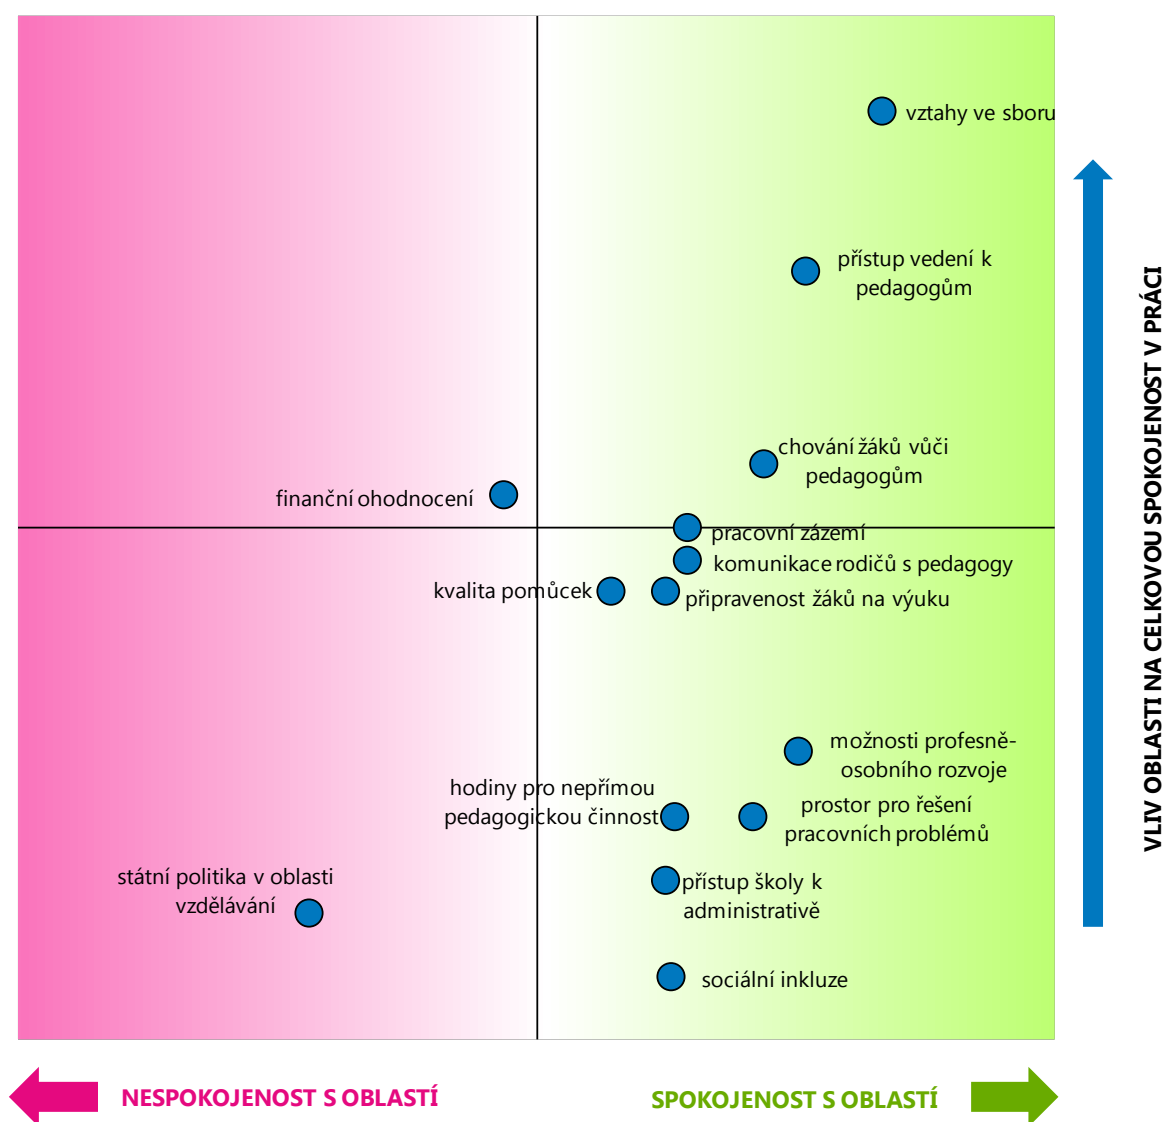 vztahy ve sboru
přístup vedení k
pedagogům
chování žáků vůči
pedagogům
finanční ohodnocení
pracovní zázemí
komunikace rodičů s pedagogy
kvalita pomůcek
připravenost žáků na výuku
možnosti profesně-
osobního rozvoje
hodiny pro nepřímou
pedagogickou činnost
prostor pro řešení
pracovních problémů
státní politika v oblasti
vzdělávání
přístup školy k
administrativě
sociální inkluze
VLIV OBLASTI NA CELKOVOU SPOKOJENOST V PRÁCI
NESPOKOJENOST S OBLASTÍ
SPOKOJENOST S OBLASTÍ